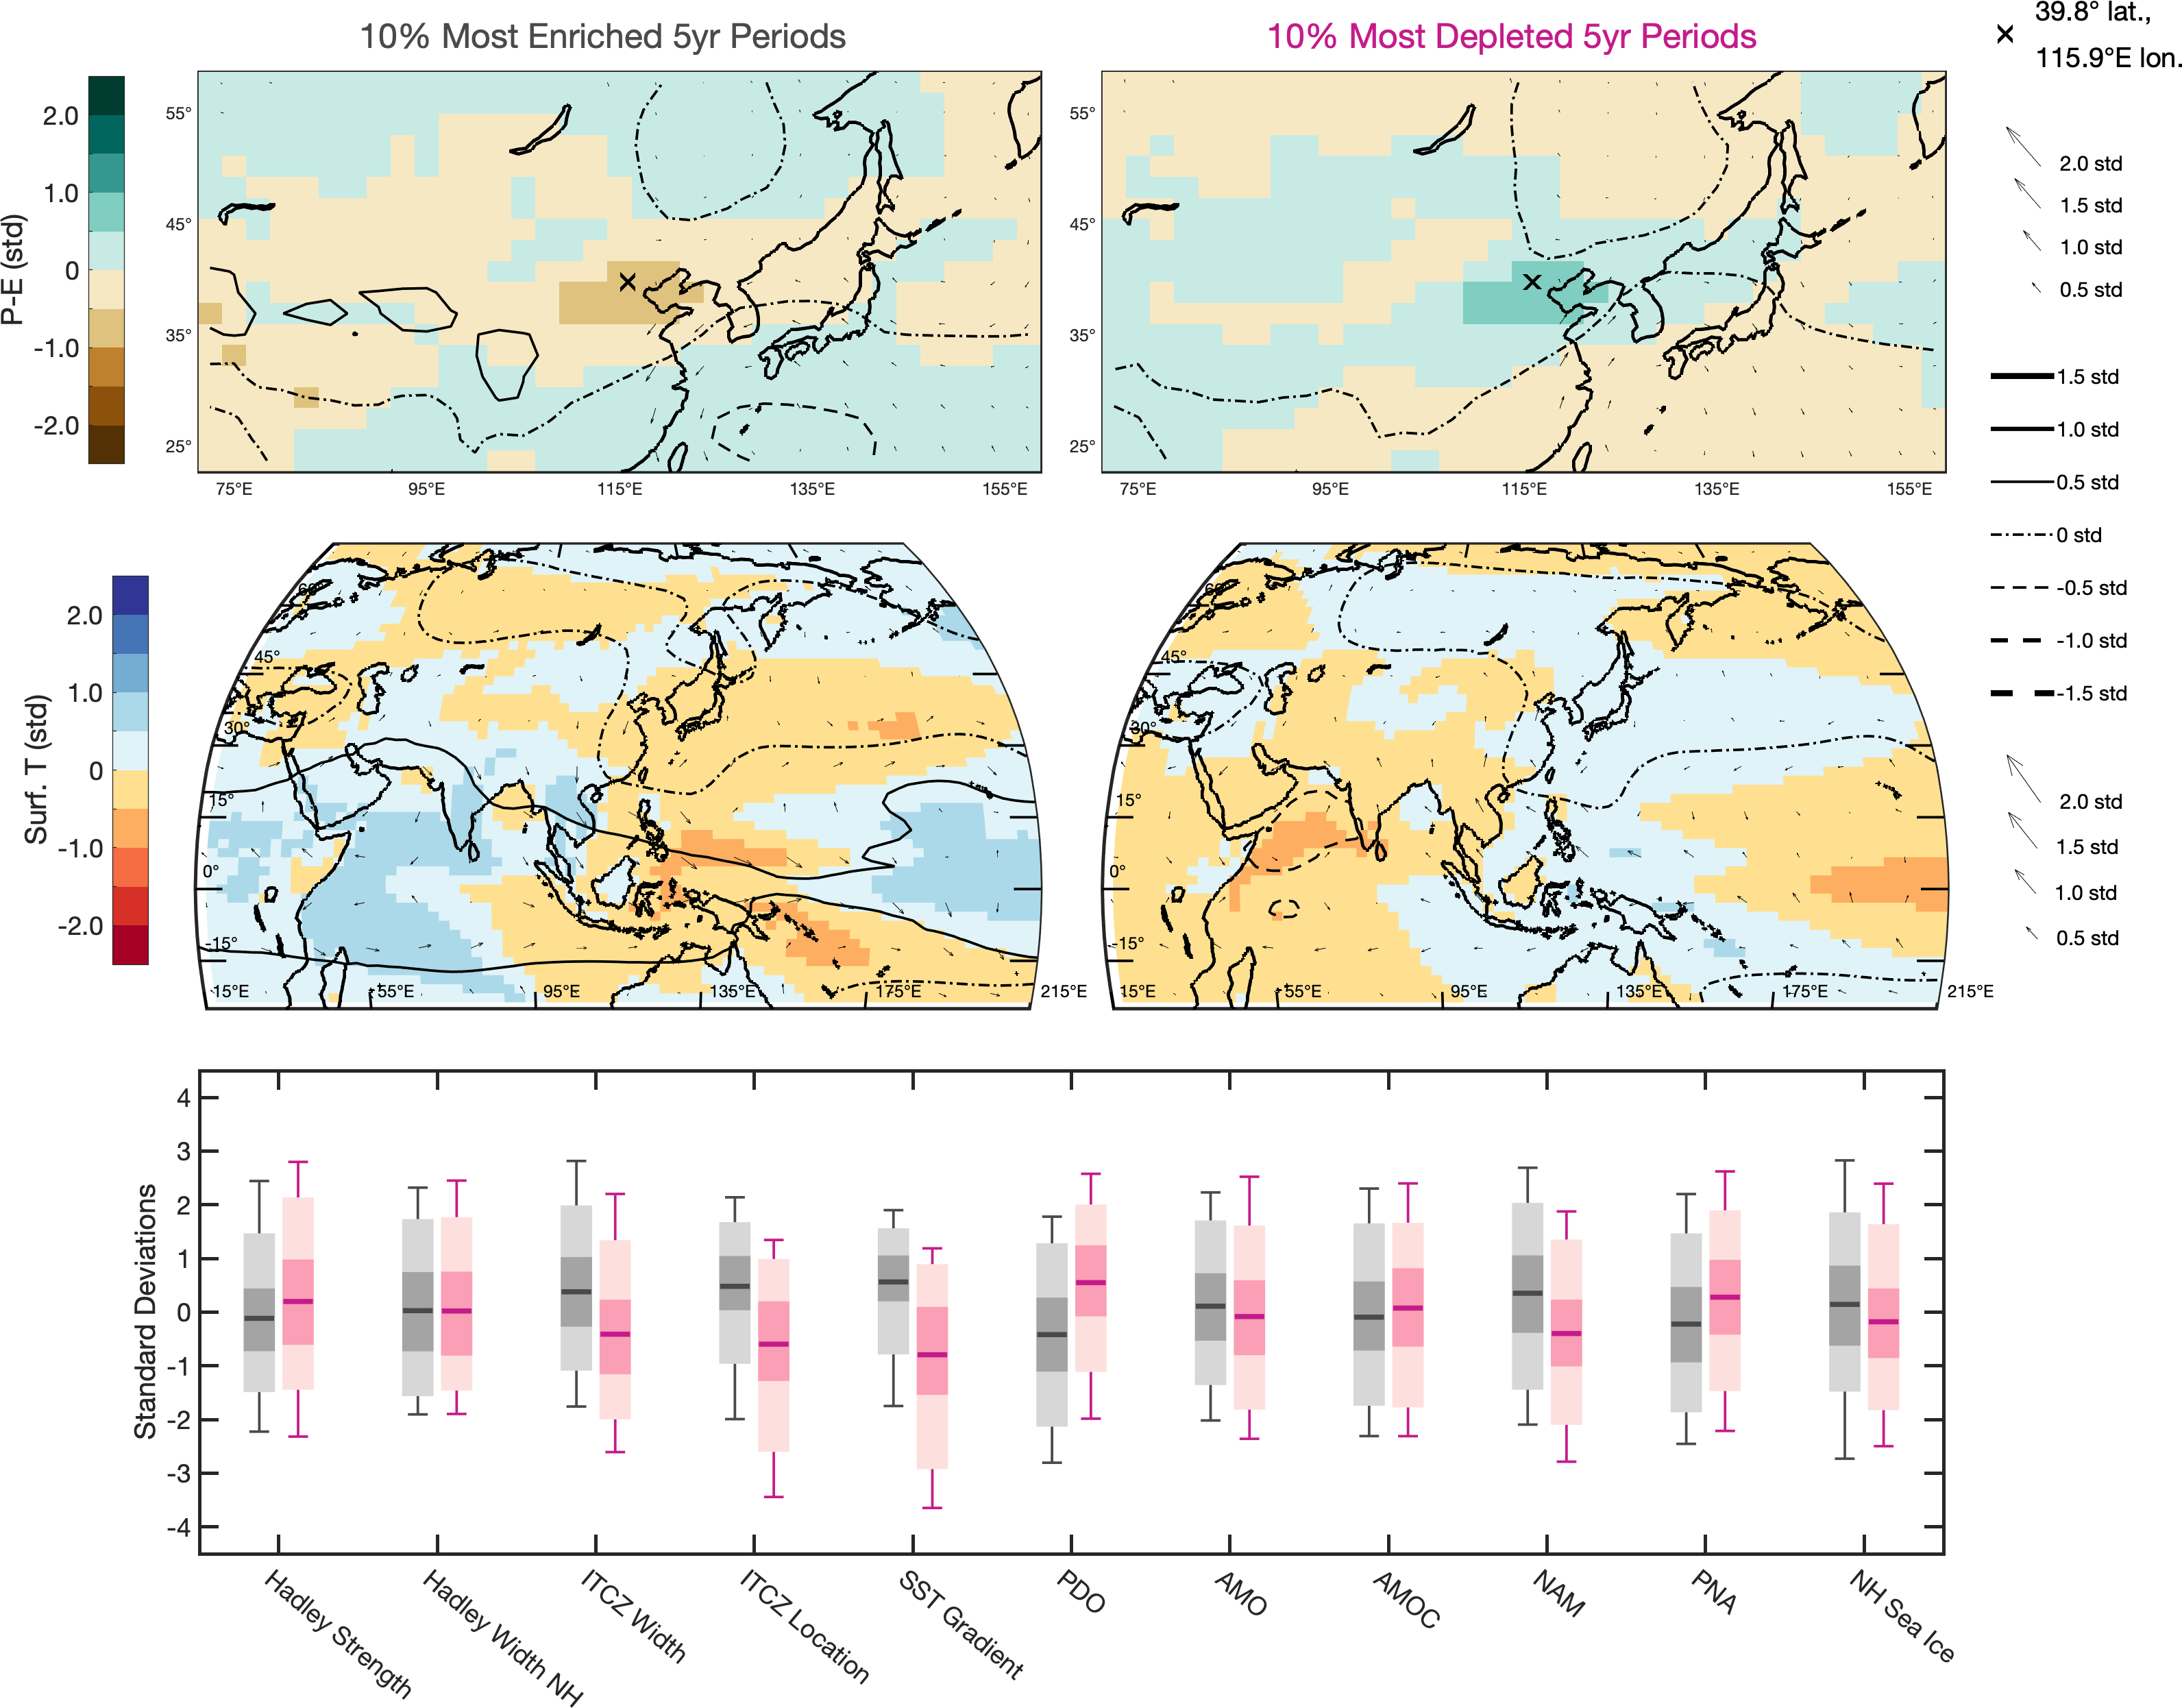 10% Most Enriched 5yr Periods
10% Most Depleted 5yr Periods
39.8° lat.,
115.9°E lon.
P-E (std)
2.0
1.0
0
-1.0
-2.0
55°
45°
35°
25°
75°E
95°E
115°E
135°E
155°E
55°
45°
35°
25°
75°E
95°E
115°E
135°E
155°E
2.0 std
1.5 std
1.0 std
0.5 std
1.5 std
1.0 std
0.5 std
0 std
-0.5 std
-1.0 std
-1.5 std
Surf. T (std)
2.0
1.0
0
-1.0
-2.0
60°
45°
30°
15°
0°
-15°
15°E
55°E
95°E
135°E
175°E
215°E
60°
45°
30°
15°
0°
-15°
15°E
55°E
95°E
135°E
175°E
215°E
2.0 std
1.5 std
1.0 std
0.5 std
Standard Deviations
4
3
2
1
0
-1
-2
-3
-4
Hadley Strength
Hadley Width NH
ITCZ Width
ITCZ Location
SST Gradient
PDO
AMO
AMOC
NAM
PNA
NH Sea Ice